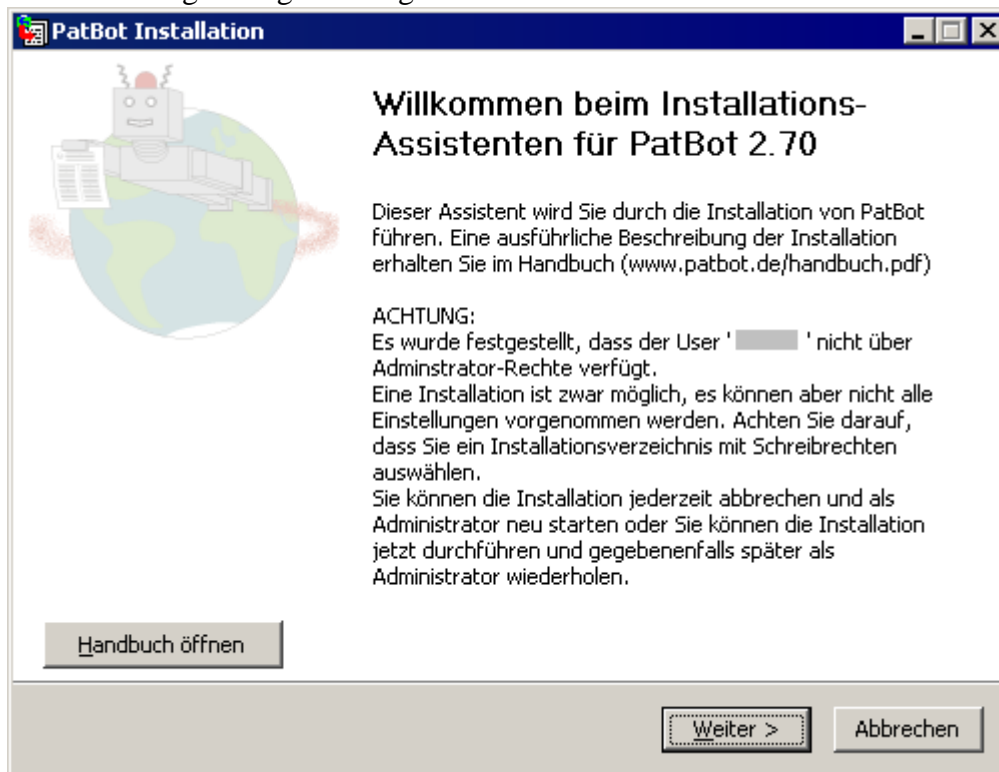 PatBot Installation
Willkommen beim Installations-
Assistenten für PatBot 2.70
Dieser Assistent wird Sie durch die Installation von PatBot
führen. Eine ausführliche Beschreibung der Installation
erhalten Sie im Handbuch (www.patbot.de/handbuch.pdf)
ACHTUNG:
Es wurde festgestellt, dass der User ' ' nicht über
Adminstrator-Rechte verfügt.
Eine Installation ist zwar möglich, es können aber nicht alle
Einstellungen vorgenommen werden. Achten Sie darauf,
dass Sie ein Installationsverzeichnis mit Schreibrechten
auswählen.
Sie können die Installation jederzeit abbrechen und als
Administrator neu starten oder Sie können die Installation
jetzt durchführen und gegebenenfalls später als
Administrator wiederholen.
Handbuch öffnen
Weiter >
Abbrechen